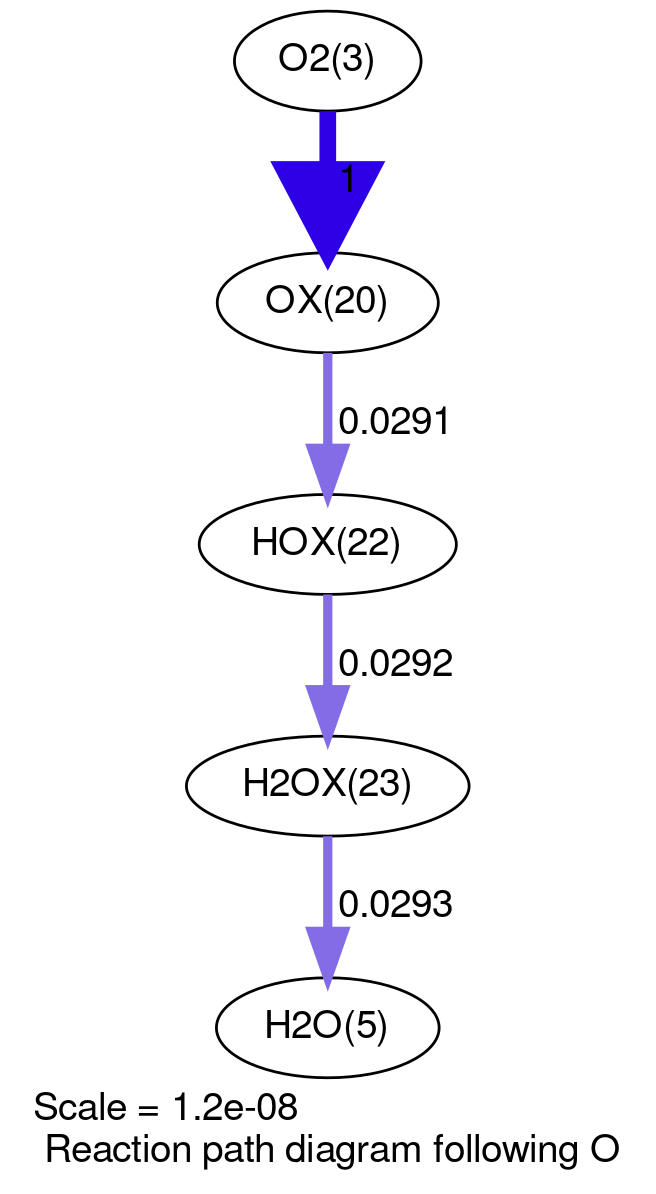 O2(3)
1
OX(20)
0.0291
HOX(22)
0.0292
H2OX(23)
0.0293
H2O(5)
Scale = 1.2e-08
Reaction path diagram following O